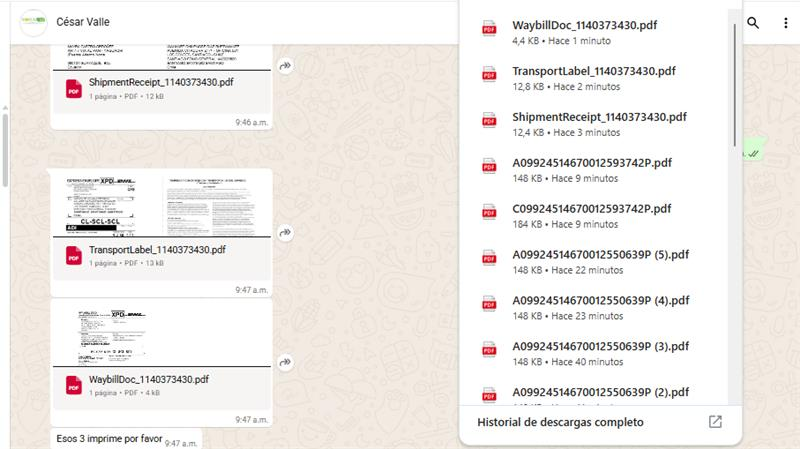 César Valle
ShipmentReceipt_1140373430.pdf
1 página • PDF • 12 kB
9:46 a.m.
XPD
CL-SCL-SCL
TransportLabel_1140373430.pdf
1 página • PDF • 13 kB
9:47 a.m.
XPD
WaybillDoc_1140373430.pdf
1 página • PDF • 4 kB
9:47 a.m.
Esos 3 imprime por favor 9:47 a.m.
WaybillDoc_1140373430.pdf
4,4 KB • Hace 1 minuto
TransportLabel_1140373430.pdf
12,8 KB • Hace 2 minutos
ShipmentReceipt_1140373430.pdf
12,4 KB • Hace 3 minutos
A09924514670012593742P.pdf
148 KB • Hace 9 minutos
C09924514670012593742P.pdf
184 KB • Hace 9 minutos
A09924514670012550639P (5).pdf
148 KB • Hace 22 minutos
A09924514670012550639P (4).pdf
148 KB • Hace 23 minutos
A09924514670012550639P (3).pdf
148 KB • Hace 40 minutos
A09924514670012550639P (2).pdf
Historial de descargas completo